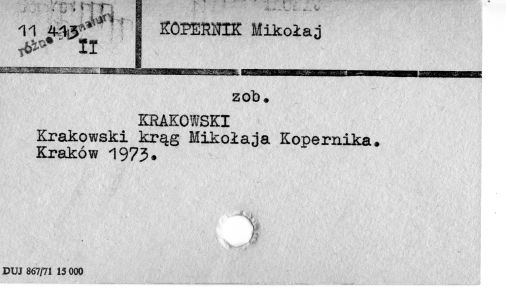 11 413
różne sygnatury
II
KOPERNIK Mikołaj
zob.
KRAKOWSKI
Krakowski krąg Mikołaja Kopernika.
Kraków 1973.
DUJ 867/71 15 000